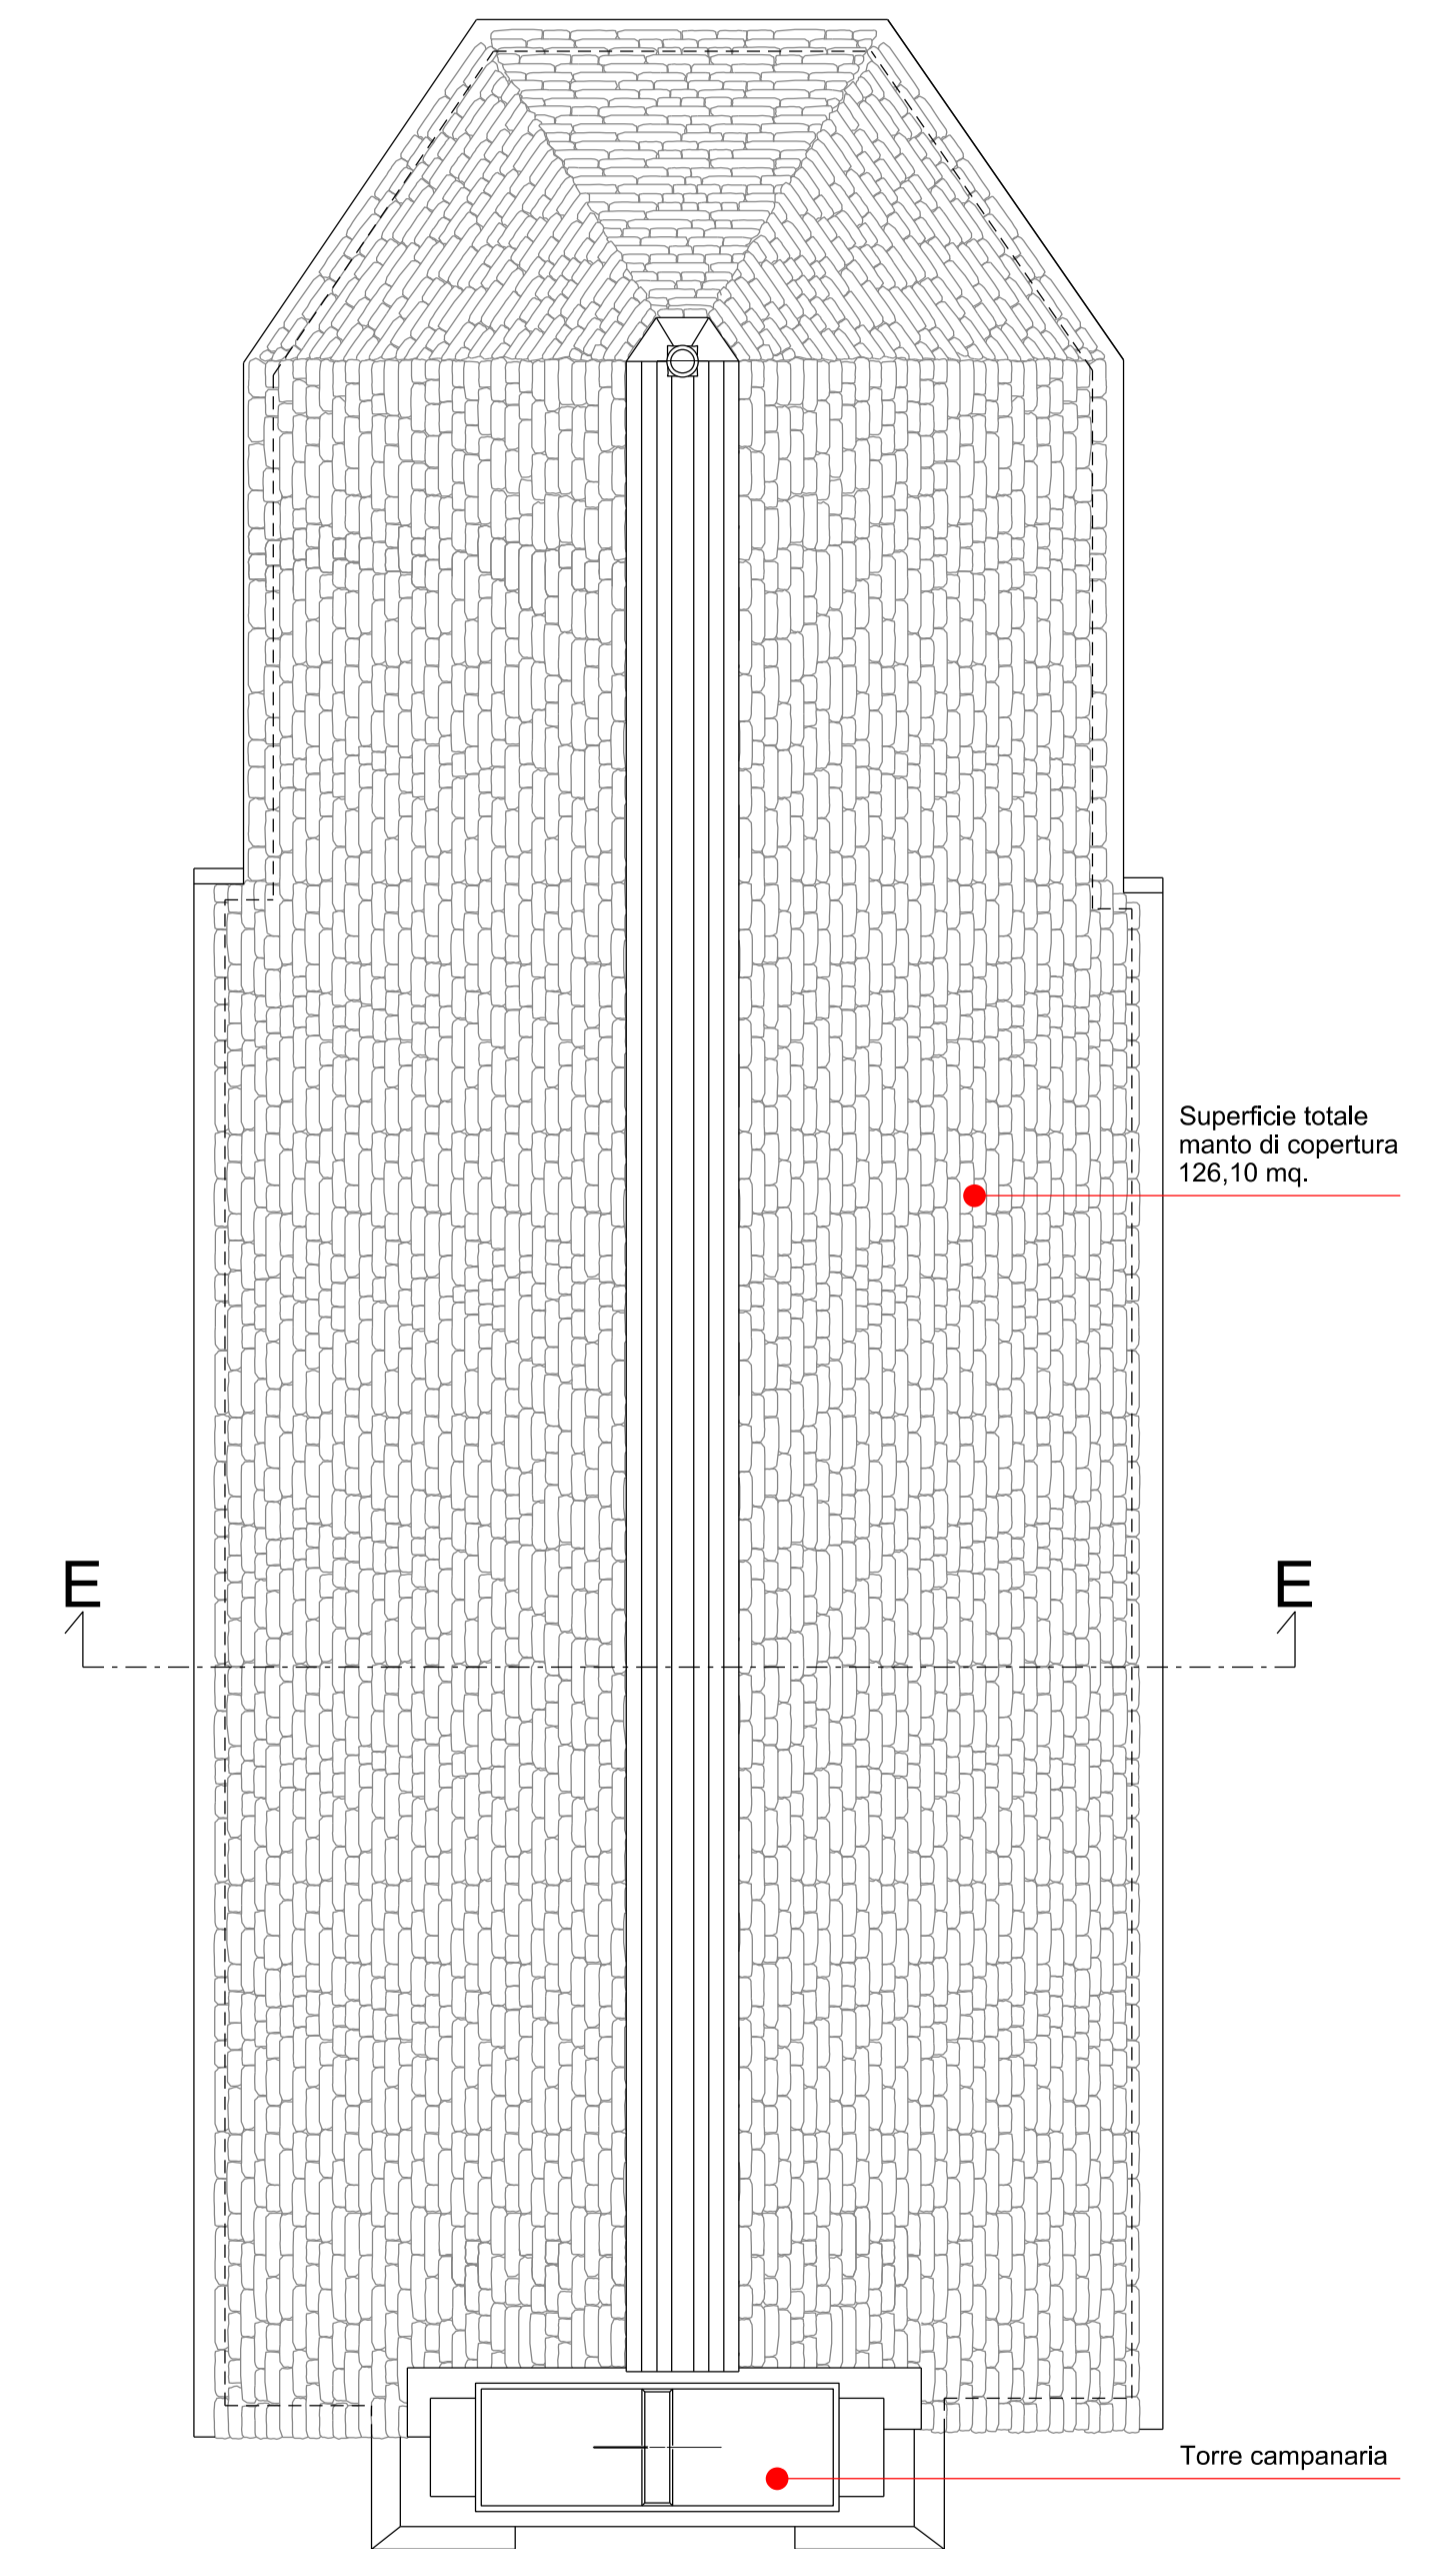 Superficie totale
manto di copertura
126,10 mq.
E E
Torre campanaria